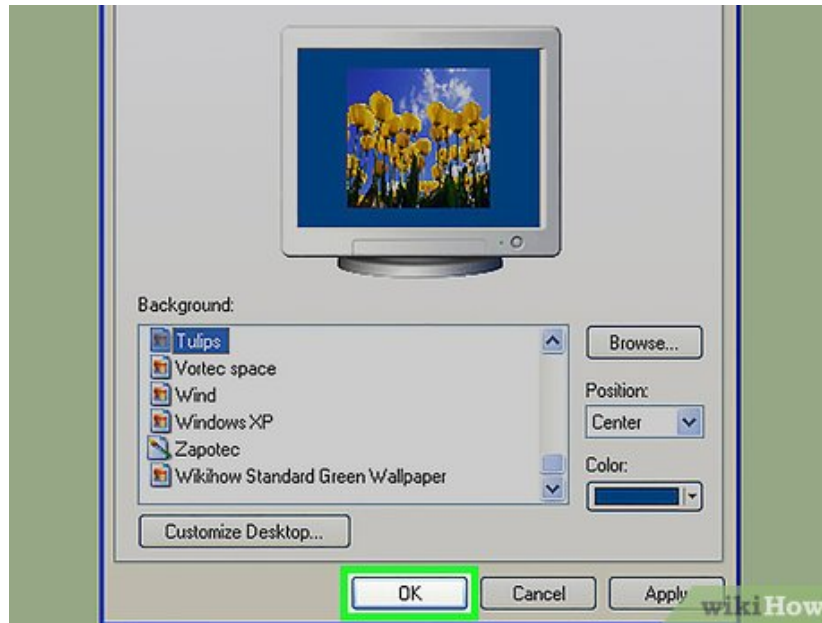 Background:
Tulips
Vortec space
Wind
Windows XP
Zapotec
Wikihow Standard Green Wallpaper
Browse...
Position:
Center
Color:
Customize Desktop...
OK
Cancel
Apply
wikiHow